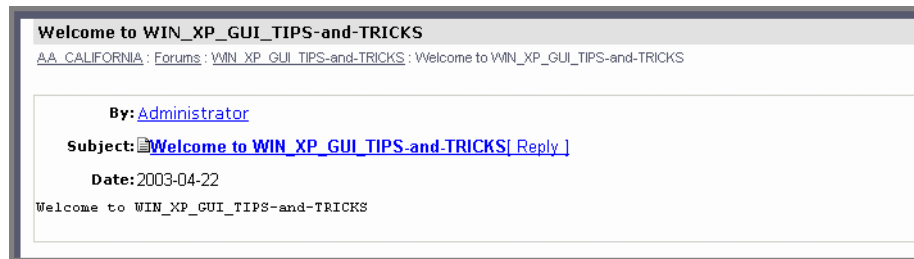 Welcome to WIN_XP_GUI_TIPS-and-TRICKS
AA_CALIFORNIA : Forums : WIN_XP_GUI_TIPS-and-TRICKS : Welcome to WIN_XP_GUI_TIPS-and-TRICKS
By: Administrator
Subject: Welcome to WIN_XP_GUI_TIPS-and-TRICKS[ Reply ]
Date: 2003-04-22
Welcome to WIN_XP_GUI_TIPS-and-TRICKS